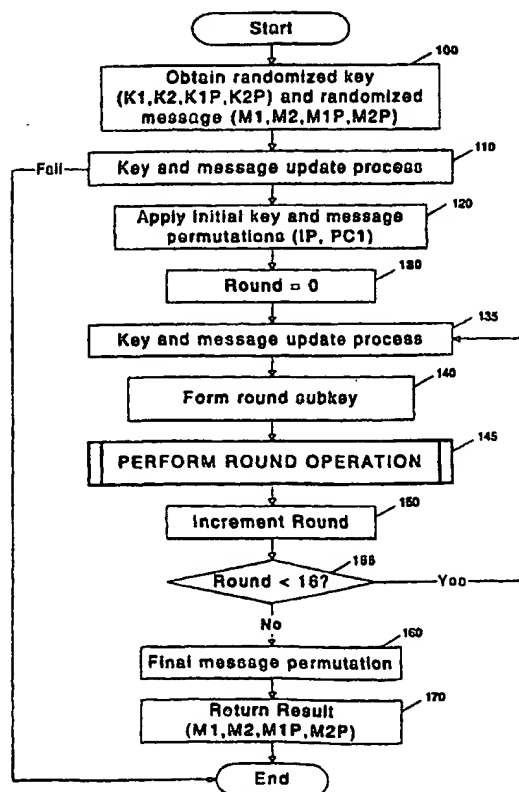 Start
100
Obtain randomized key
(K1,K2,K1P,K2P) and randomized
message (M1,M2,M1P,M2P)
Fail
110
Key and message update process
120
Apply initial key and message
permutations (IP, PC1)
130
Round = 0
135
Key and message update process
140
Form round subkey
145
PERFORM ROUND OPERATION
150
Increment Round
155
Round < 16?
Yes
No
160
Final message permutation
170
Return Result
(M1,M2,M1P,M2P)
End